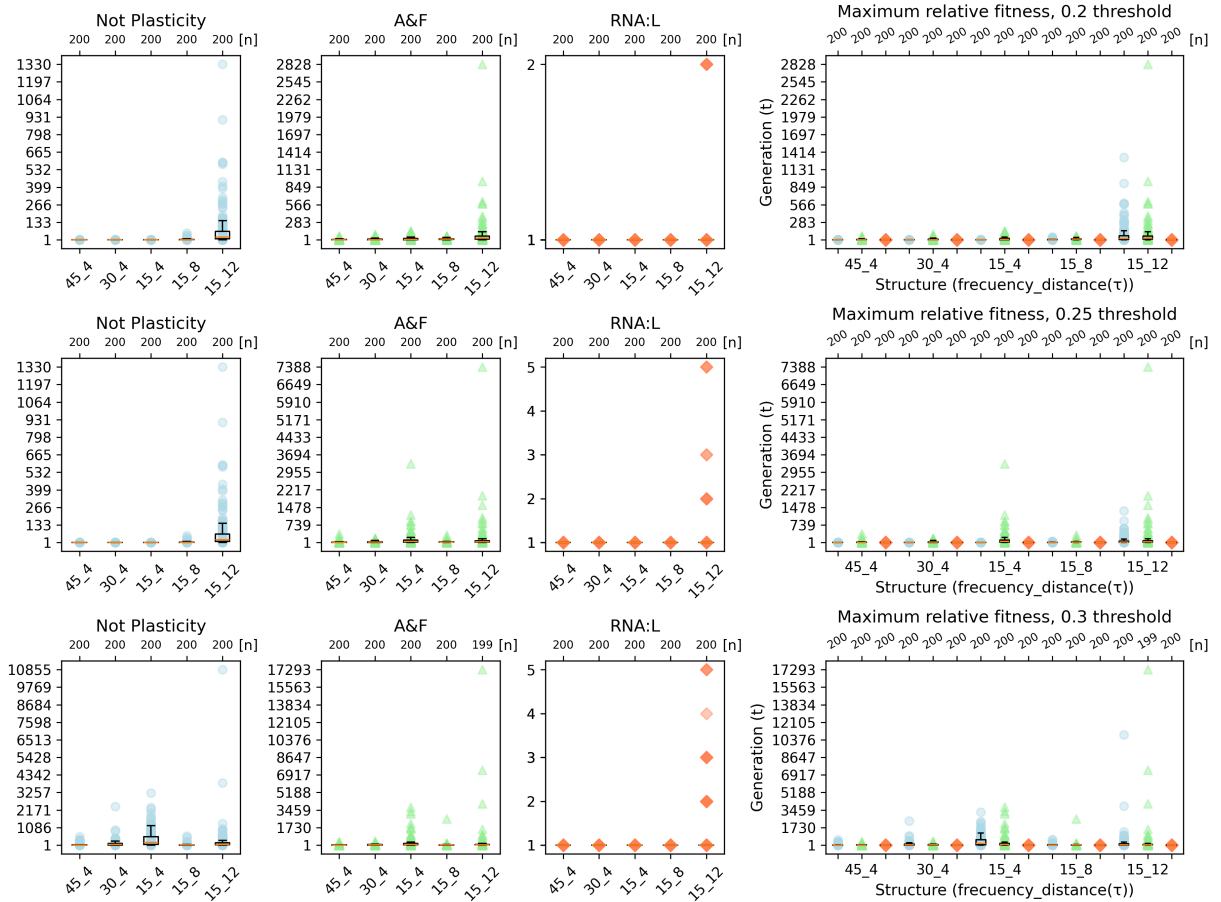 Not Plasticity
200 200 200 200 200 [n]
1330
1197
1064
931
798
665
532
399
266
133
1
45_4 30_4 15_4 15_8 15_12
A&F
200 200 200 200 200
2828
2545
2262
1979
1697
1414
1131
849
566
283
1
45_4 30_4 15_4 15_8 15_12
RNA:L
200 200 200 200 200
2
1
45_4 30_4 15_4 15_8 15_12
Maximum relative fitness, 0.2 threshold
200 200 200 200 200 200 200 200 200 200 200 200 200 200 200 [n]
Generation (t)
2828
2545
2262
1979
1697
1414
1131
849
566
283
1
45_4 30_4 15_4 15_8 15_12
Structure (frecuency_distance(τ))
Not Plasticity
200 200 200 200 200 [n]
1330
1197
1064
931
798
665
532
399
266
133
1
45_4 30_4 15_4 15_8 15_12
A&F
200 200 200 200 200 [n]
7388
6649
5910
5171
4433
3694
2955
2217
1478
739
1
45_4 30_4 15_4 15_8 15_12
RNA:L
200 200 200 200 200 [n]
5
4
3
2
1
45_4 30_4 15_4 15_8 15_12
Maximum relative fitness, 0.25 threshold
200 200 200 200 200 200 200 200 200 200 200 200 200 200 200 [n]
Generation (t)
7388
6649
5910
5171
4433
3694
2955
2217
1478
739
1
45_4 30_4 15_4 15_8 15_12
Structure (frecuency_distance(τ))
Not Plasticity
200 200 200 200 200 [n]
10855
9769
8684
7598
6513
5428
4342
3257
2171
1086
1
45_4 30_4 15_4 15_8 15_12
A&F
200 200 200 200 199 [n]
17293
15563
13834
12105
10376
8647
6917
5188
3459
1730
1
45_4 30_4 15_4 15_8 15_12
RNA:L
200 200 200 200 200 [n]
5
4
3
2
1
45_4 30_4 15_4 15_8 15_12
Maximum relative fitness, 0.3 threshold
200 200 200 200 200 200 200 200 200 200 200 200 200 199 200 [n]
Generation (t)
17293
15563
13834
12105
10376
8647
6917
5188
3459
1730
1
45_4 30_4 15_4 15_8 15_12
Structure (frecuency_distance(τ))